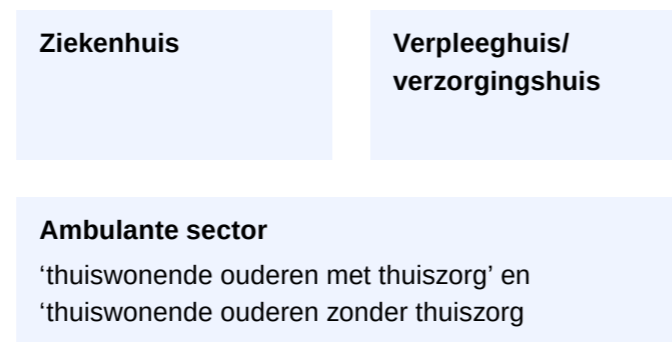 Ziekenhuis
Verpleeghuis/
verzorgingshuis
Ambulante sector
‘thuiswonende ouderen met thuiszorg’ en
‘thuiswonende ouderen zonder thuiszorg